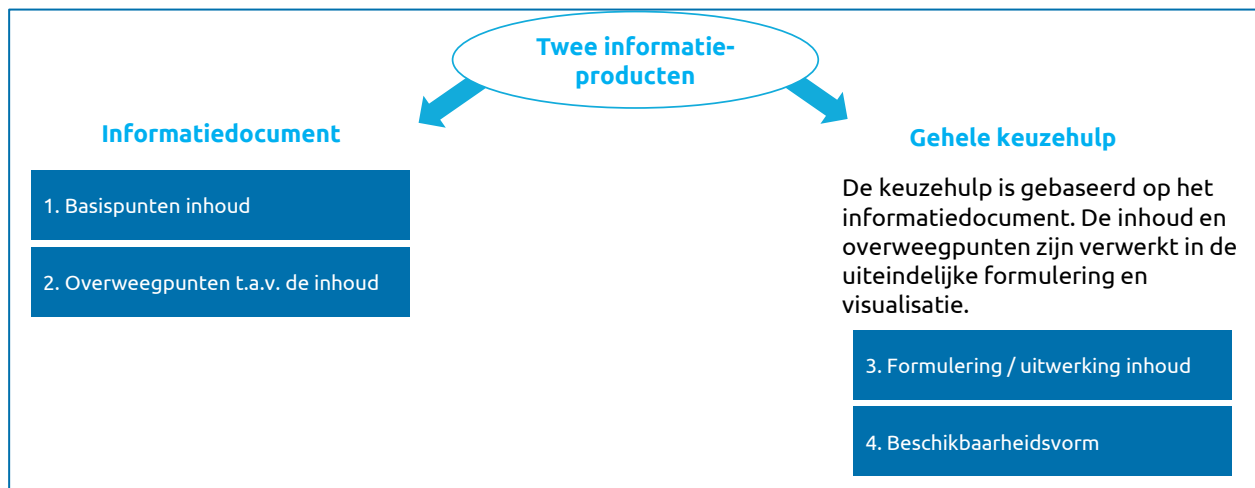 Twee informatie-
producten
Informatiedocument
1. Basispunten inhoud
2. Overweegpunten t.a.v. de inhoud
Gehele keuzehulp
De keuzehulp is gebaseerd op het
informatiedocument. De inhoud en
overweegpunten zijn verwerkt in de
uiteindelijke formulering en
visualisatie.
3. Formulering / uitwerking inhoud
4. Beschikbaarheidsvorm